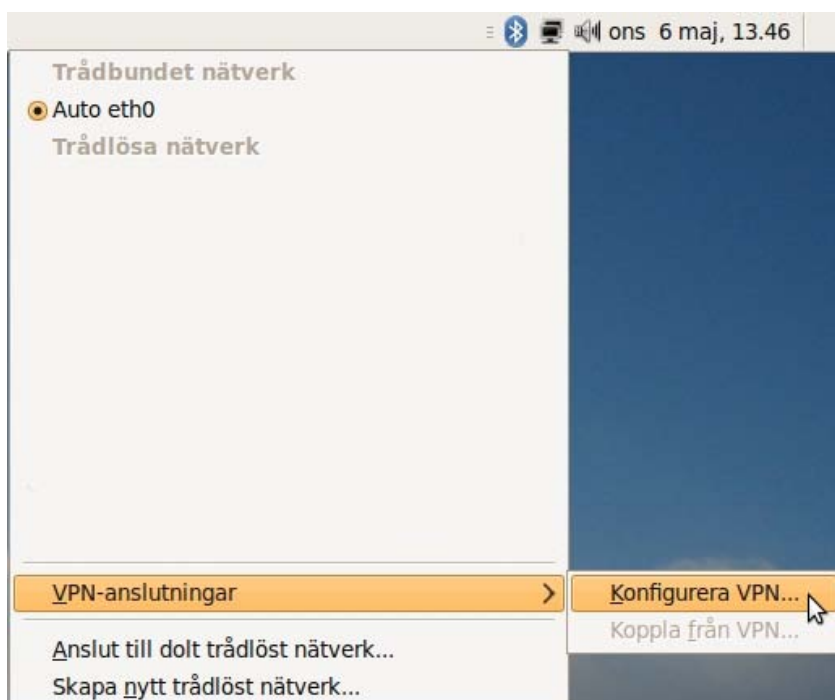 ons 6 maj, 13.46
Trådbundet nätverk
Auto eth0
Trådlösa nätverk
VPN-anslutningar
Konfigurera VPN...
Koppla från VPN...
Anslut till dolt trådlöst nätverk...
Skapa nytt trådlöst nätverk...